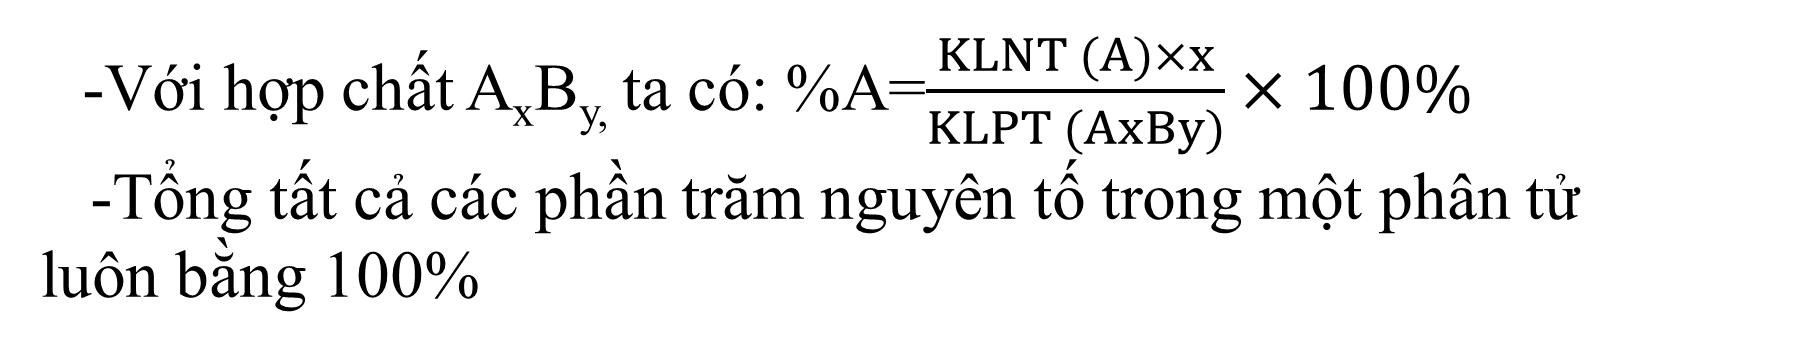 -Với hợp chất AₓBy, ta có: %A=KLNT (A)×x/KLPT (AxBy) × 100%
-Tổng tất cả các phần trăm nguyên tố trong một phân tử
luôn bằng 100%